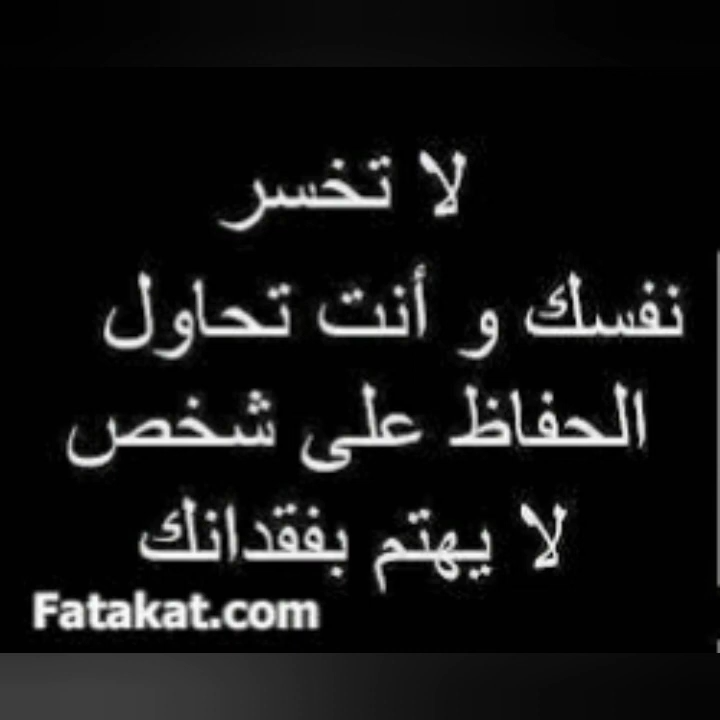 لا تخسر
نفسك و أنت تحاول
الحفاظ على شخص
لا يهتم بفقدانك
Fatakat.com